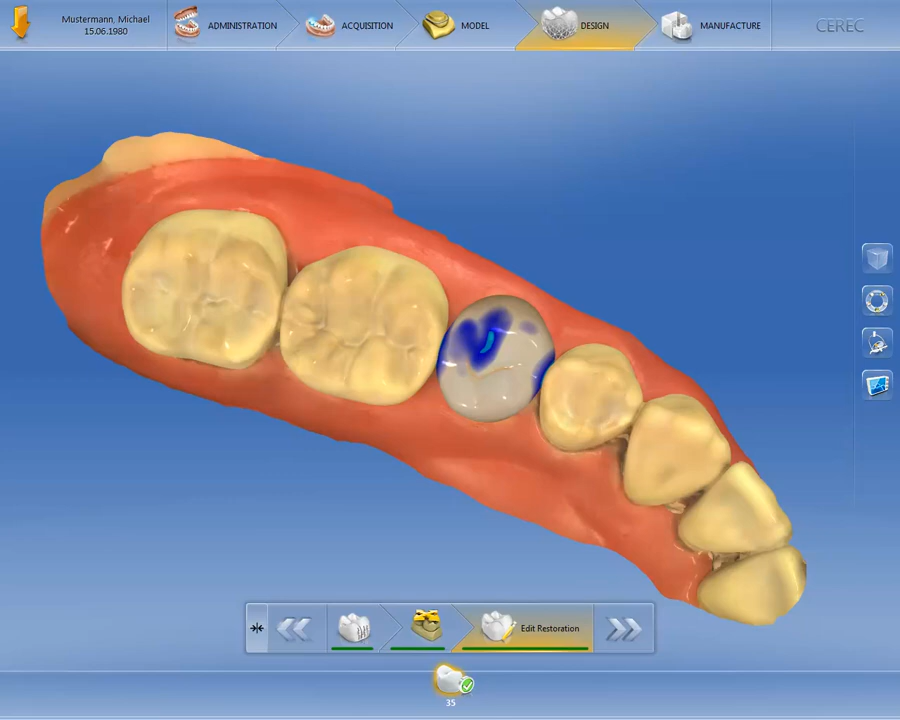 Mustermann, Michael
15.06.1980
ADMINISTRATION
ACQUISITION
MODEL
DESIGN
MANUFACTURE
CEREC
Edit Restoration
35